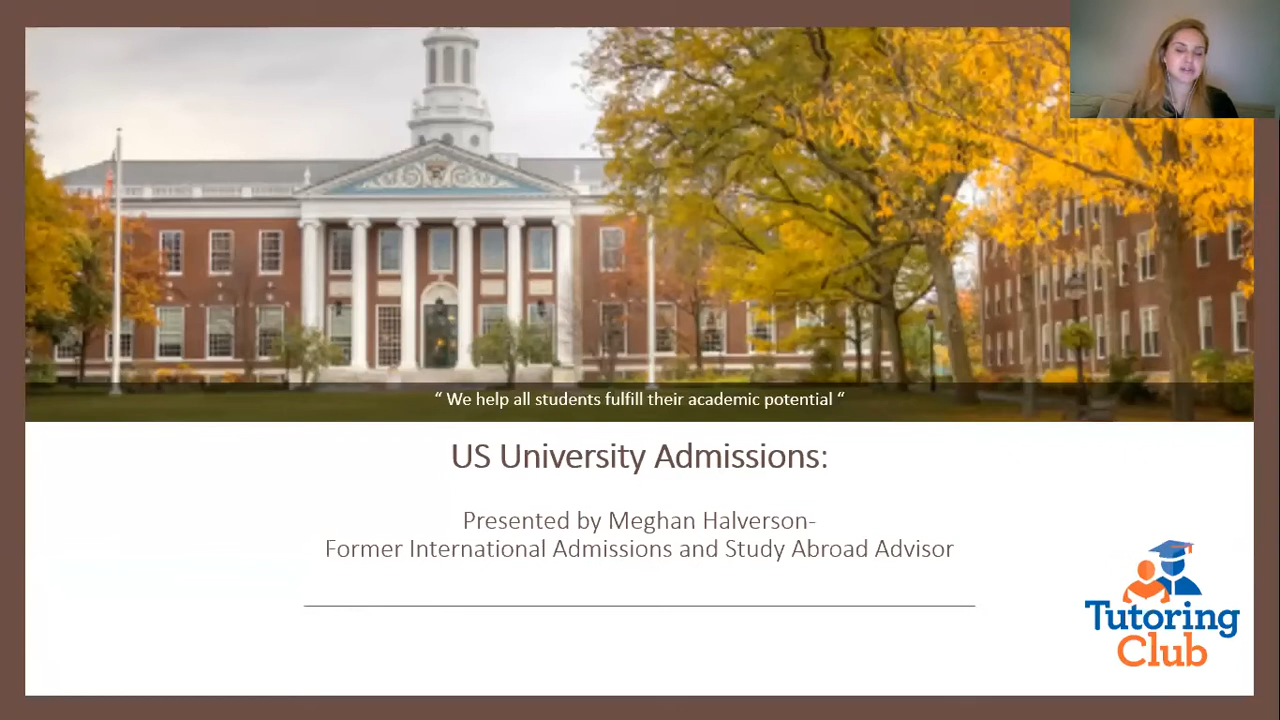 “ We help all students fulfill their academic potential “
US University Admissions:
Presented by Meghan Halverson-
Former International Admissions and Study Abroad Advisor
Tutoring
Club